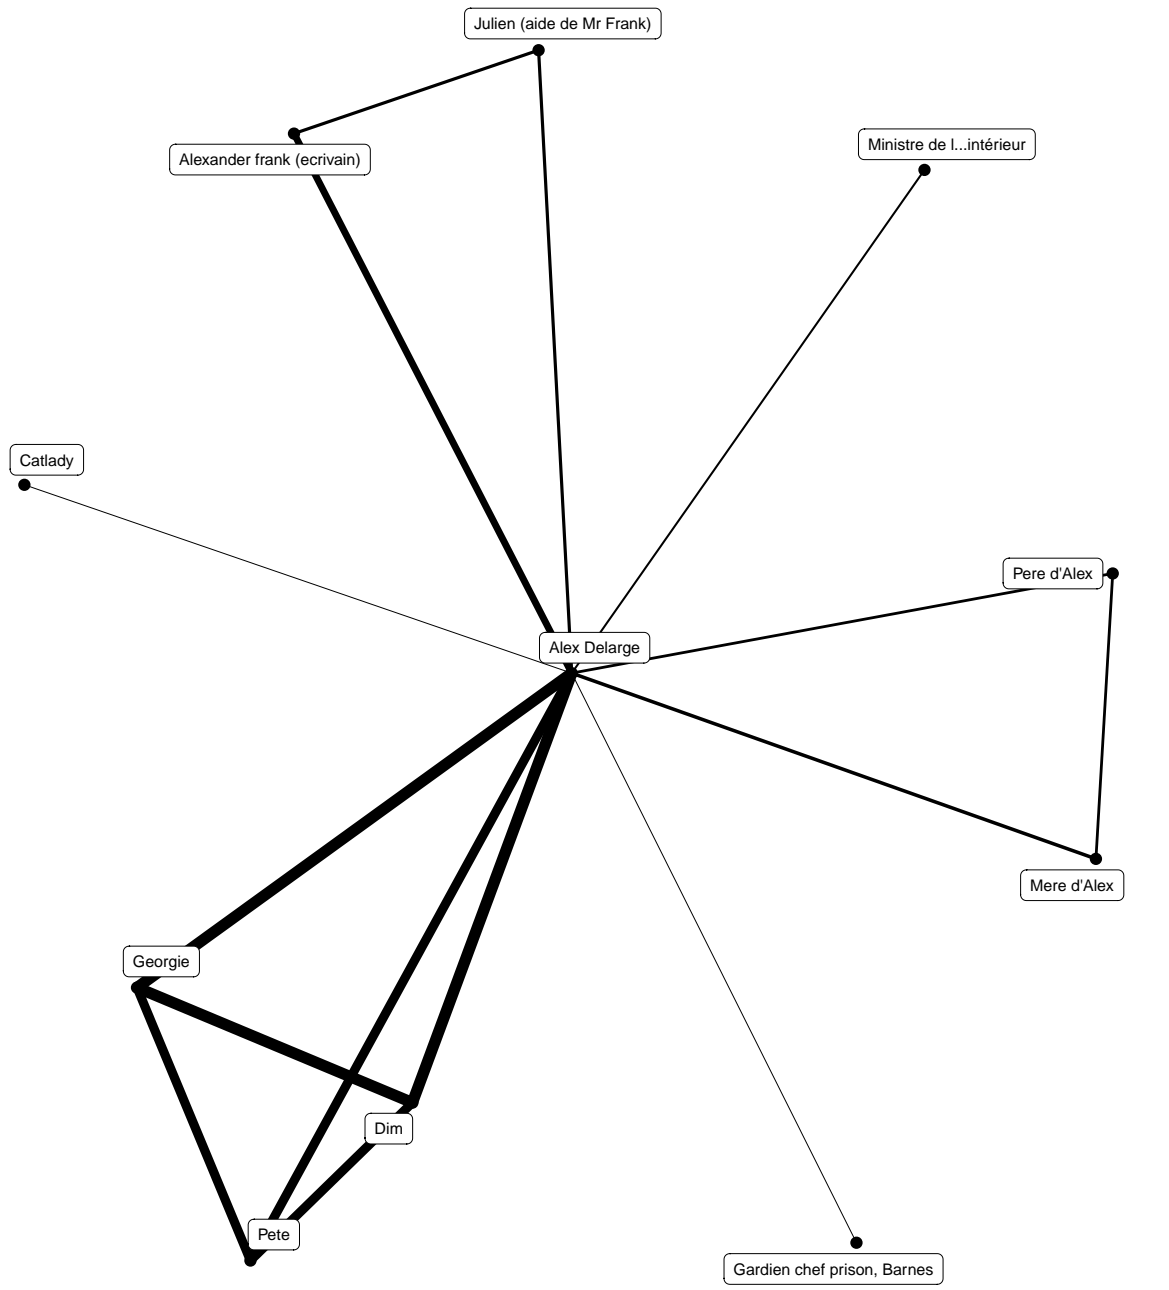 Julien (aide de Mr Frank)
Ministre de l...intérieur
Alexander frank (ecrivain)
Catlady
Pere d'Alex
Alex Delarge
Mere d'Alex
Georgie
Dim
Pete
Gardien chef prison, Barnes